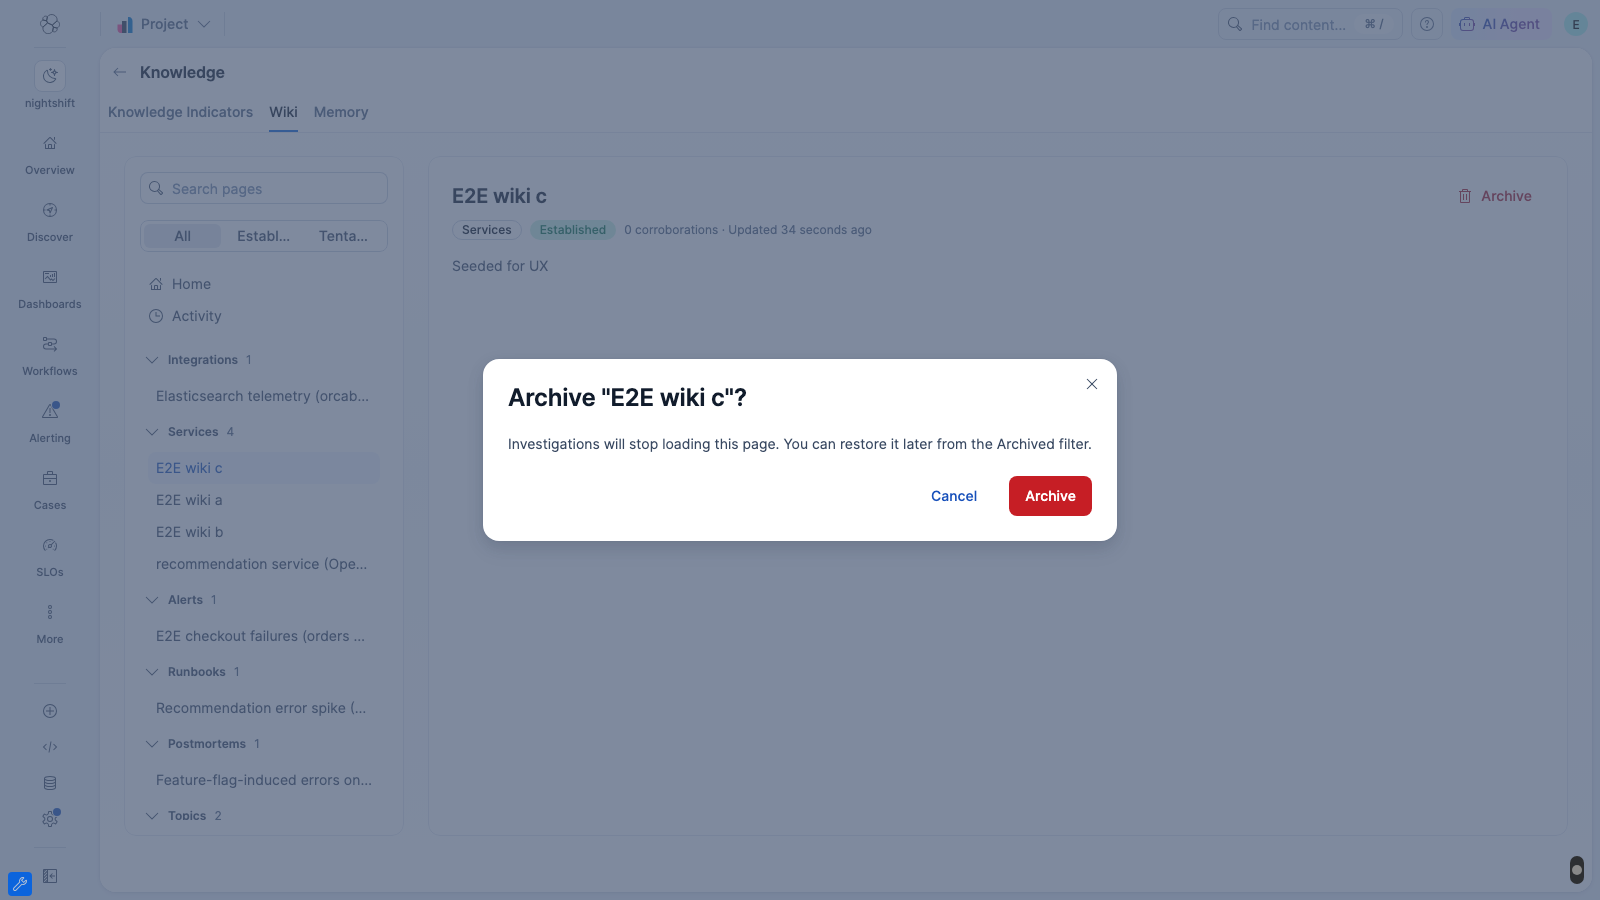 Project
Find content...
⌘ /
AI Agent
E
nightshift
Overview
Discover
Dashboards
Workflows
Alerting
Cases
SLOs
More
Knowledge
Knowledge Indicators
Wiki
Memory
Search pages
All
Establ...
Tenta...
Home
Activity
Integrations 1
Elasticsearch telemetry (orcab...
Services 4
E2E wiki c
E2E wiki a
E2E wiki b
recommendation service (Ope...
Alerts 1
E2E checkout failures (orders ...
Runbooks 1
Recommendation error spike (...
Postmortems 1
Feature-flag-induced errors on...
Topics 2
E2E wiki c
Archive
Services
Established
0 corroborations · Updated 34 seconds ago
Seeded for UX
Archive "E2E wiki c"?
Investigations will stop loading this page. You can restore it later from the Archived filter.
Cancel
Archive